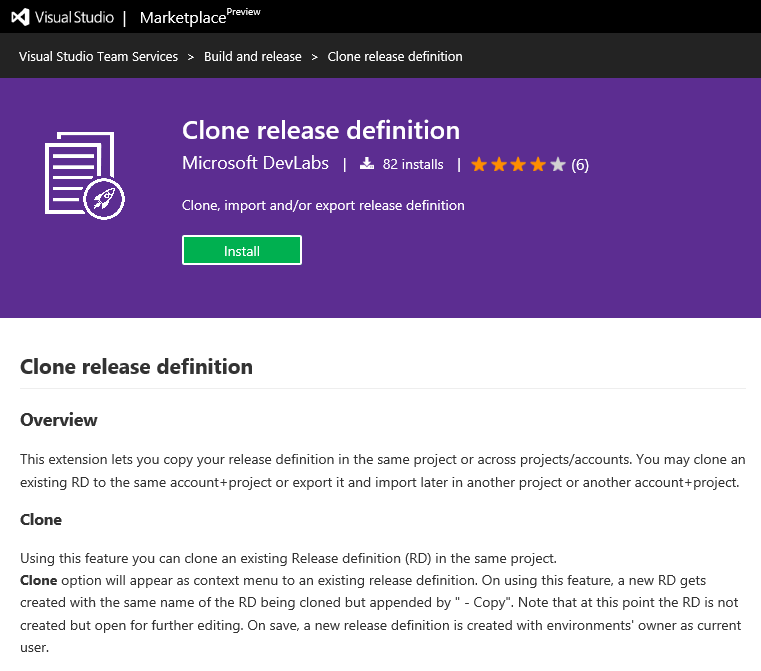 Visual Studio | Marketplace Preview
Visual Studio Team Services > Build and release > Clone release definition
Clone release definition
Microsoft DevLabs | 82 installs | (6)
Clone, import and/or export release definition
Install
Clone release definition
Overview
This extension lets you copy your release definition in the same project or across projects/accounts. You may clone an
existing RD to the same account+project or export it and import later in another project or another account+project.
Clone
Using this feature you can clone an existing Release definition (RD) in the same project.
Clone option will appear as context menu to an existing release definition. On using this feature, a new RD gets
created with the same name of the RD being cloned but appended by " - Copy". Note that at this point the RD is not
created but open for further editing. On save, a new release definition is created with environments' owner as current
user.